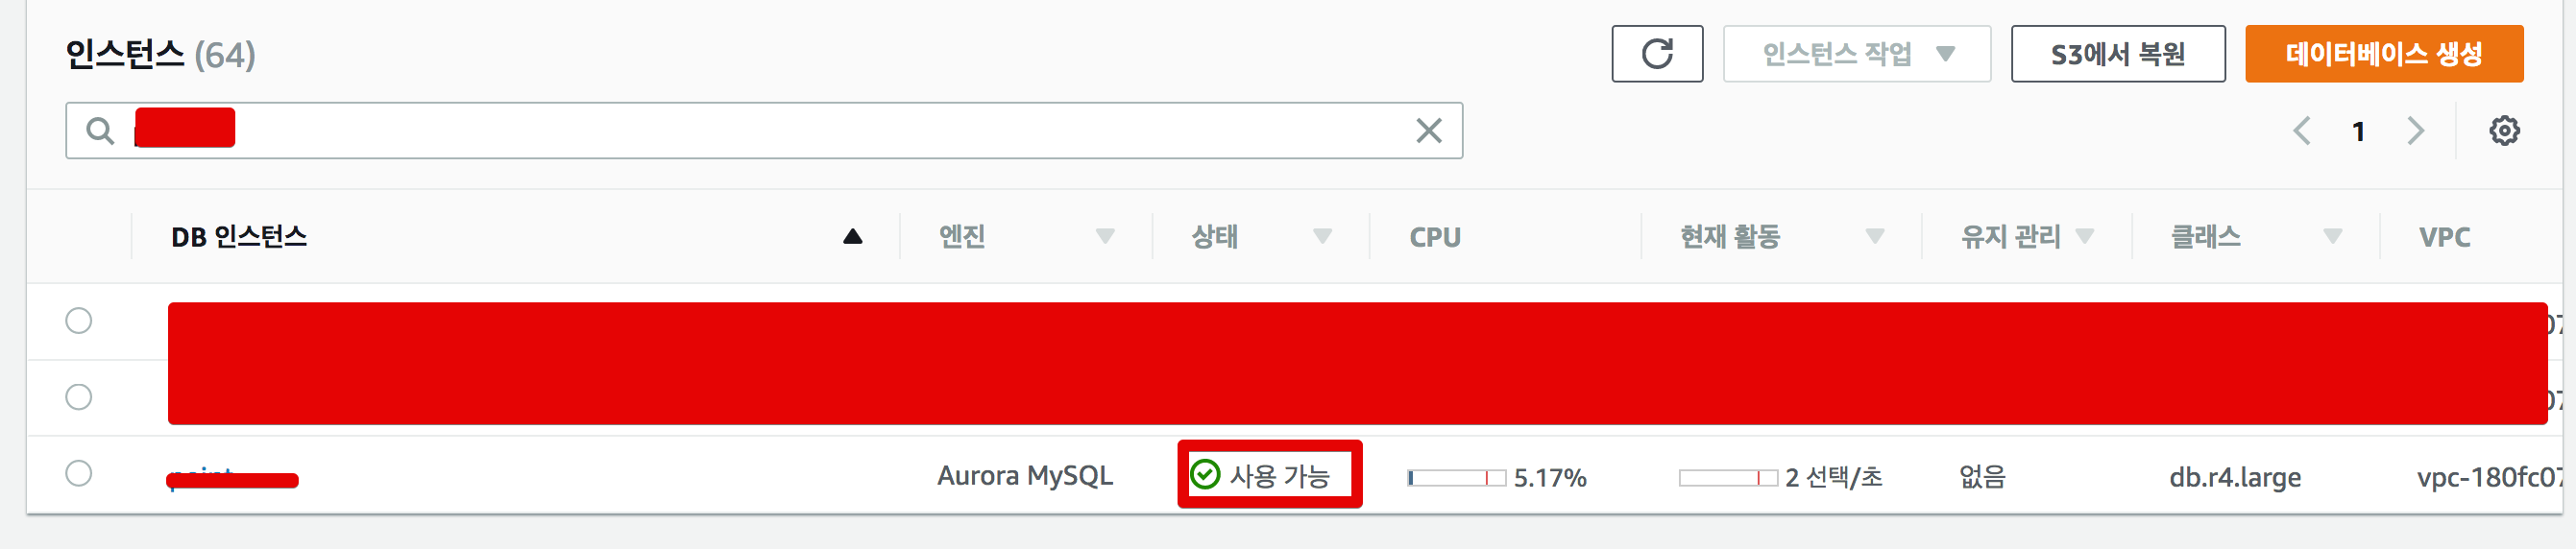 인스턴스 (64) 인스턴스 작업 S3에서 복원 데이터베이스 생성
1
DB 인스턴스 엔진 상태 CPU 현재 활동 유지 관리 클래스 VPC
07
07
Aurora MySQL 사용 가능 5.17% 2 선택/초 없음 db.r4.large vpc-180fc07